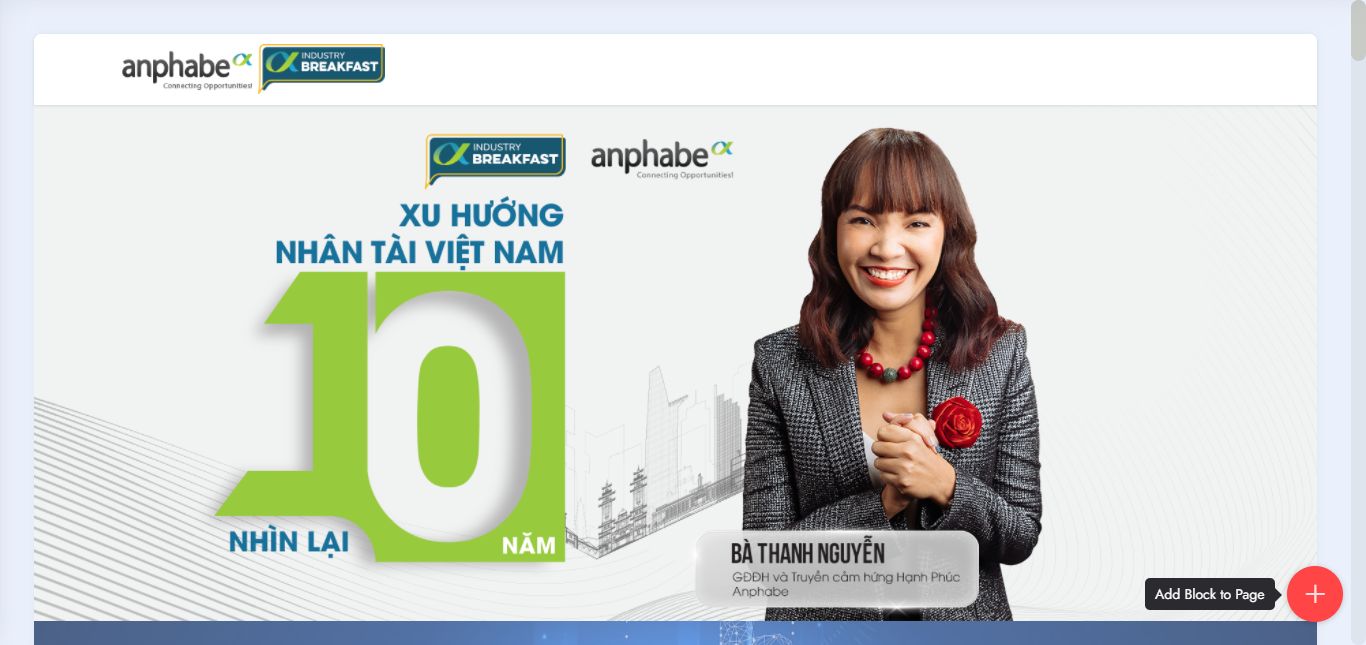 anphabe
Connecting Opportunities!
INDUSTRY
BREAKFAST
INDUSTRY
BREAKFAST
anphabe
Connecting Opportunities!
XU HƯỚNG
NHÂN TÀI VIỆT NAM
10
NHÌN LẠI
NĂM
BÀ THANH NGUYỄN
GĐĐH và Truyền cảm hứng Hạnh Phúc
Anphabe
Add Block to Page